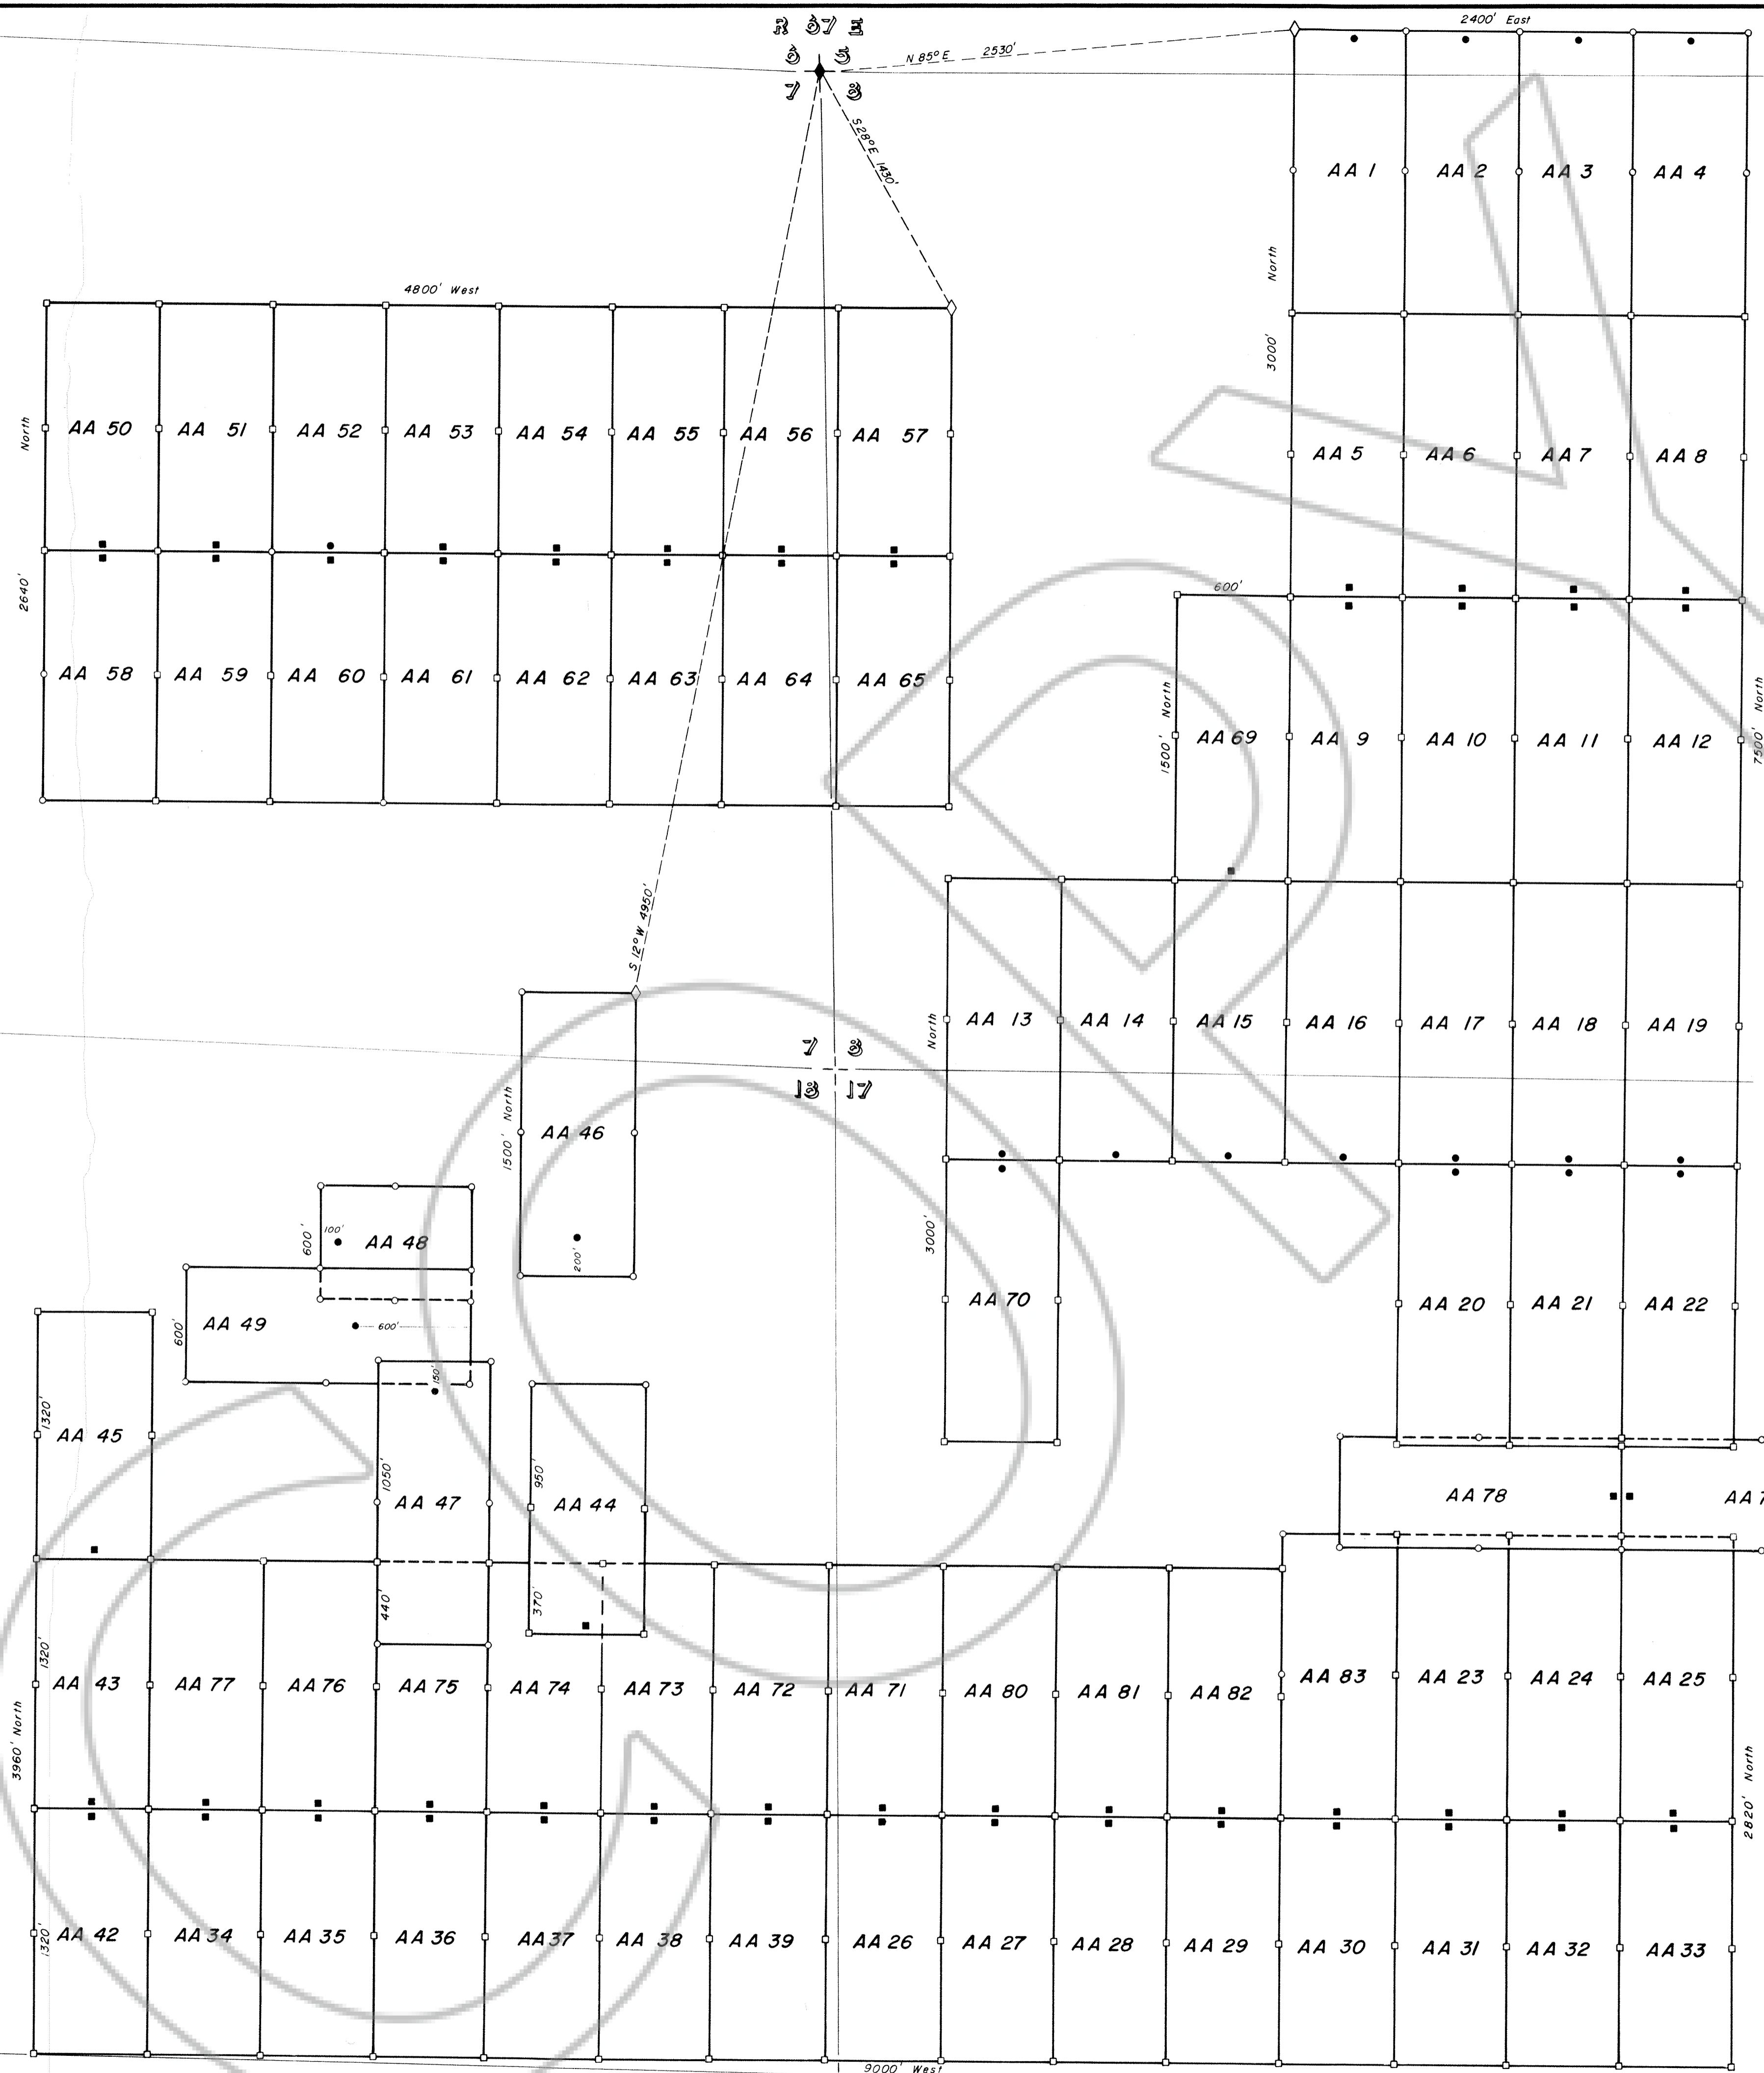 2400' East
R 37 E
6 5
N 85° E 2530'
7 8
S 28° E 1430'
AA 1 AA 2 AA 3 AA 4
North
4800' West
3000'
North
AA 50 AA 51 AA 52 AA 53 AA 54 AA 55 AA 56 AA 57
AA 5 AA 6 AA 7 AA 8
2640'
600'
AA 58 AA 59 AA 60 AA 61 AA 62 AA 63 AA 64 AA 65
1500' North
AA 69 AA 9 AA 10 AA 11 AA 12
7500' North
S 12° W 4950'
North
AA 13 AA 14 AA 15 AA 16 AA 17 AA 18 AA 19
7 8
18 17
1500' North
AA 46
200'
600'
100'
AA 48
3000'
AA 70
AA 20 AA 21 AA 22
600'
AA 49
600'
150'
1320'
AA 45
1050'
AA 47
950'
AA 44
AA 78
AA 7
440'
370'
1320'
AA 43 AA 77 AA 76 AA 75 AA 74 AA 73 AA 72 AA 71 AA 80 AA 81 AA 82 AA 83 AA 23 AA 24 AA 25
3960' North
2820' North
1320'
AA 42 AA 34 AA 35 AA 36 AA 37 AA 38 AA 39 AA 26 AA 27 AA 28 AA 29 AA 30 AA 31 AA 32 AA 33
9000' West
COPY